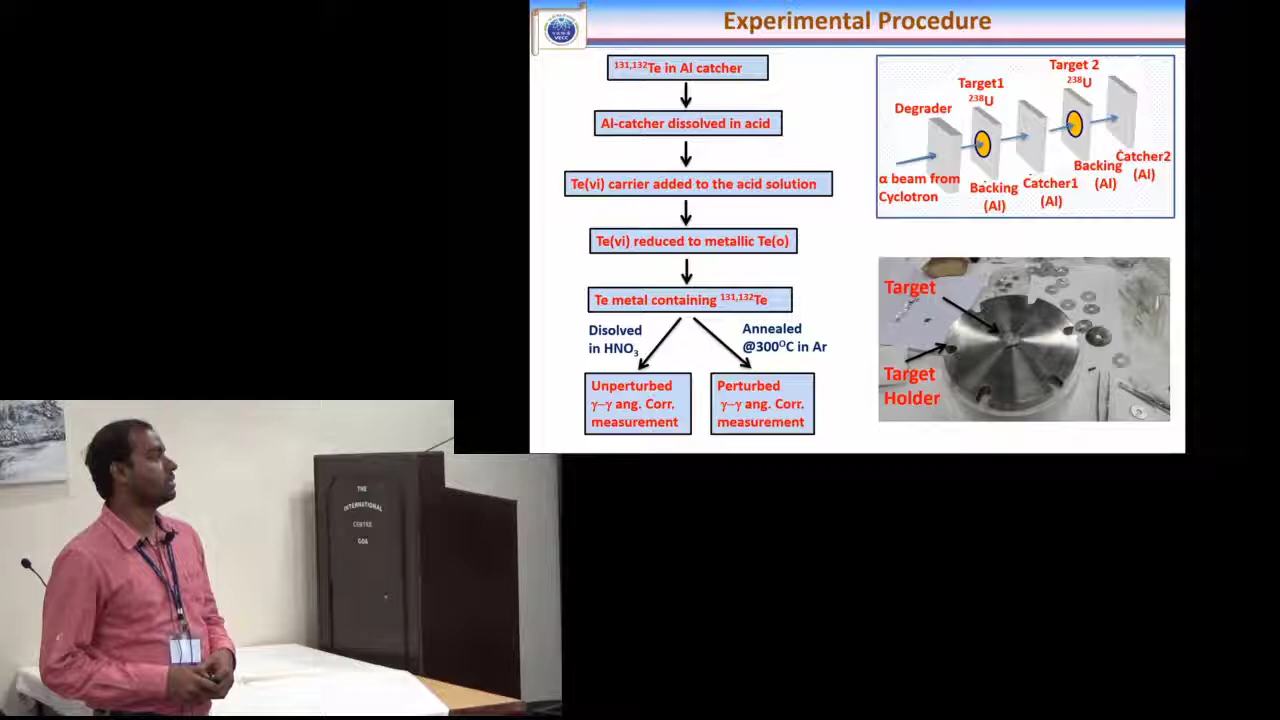 Experimental Procedure
VECC
131,132Te in Al catcher
Al-catcher dissolved in acid
Te(vi) carrier added to the acid solution
Te(vi) reduced to metallic Te(o)
Te metal containing 131,132Te
Disolved
in HNO3
Annealed
@300OC in Ar
Unperturbed
γ–γ ang. Corr.
measurement
Perturbed
γ–γ ang. Corr.
measurement
Degrader
Target1
238U
Target 2
238U
α beam from
Cyclotron
Backing
(Al)
Catcher1
(Al)
Backing
(Al)
Catcher2
(Al)
Target
Target
Holder
THE
INTERNATIONAL
CENTRE
GOA